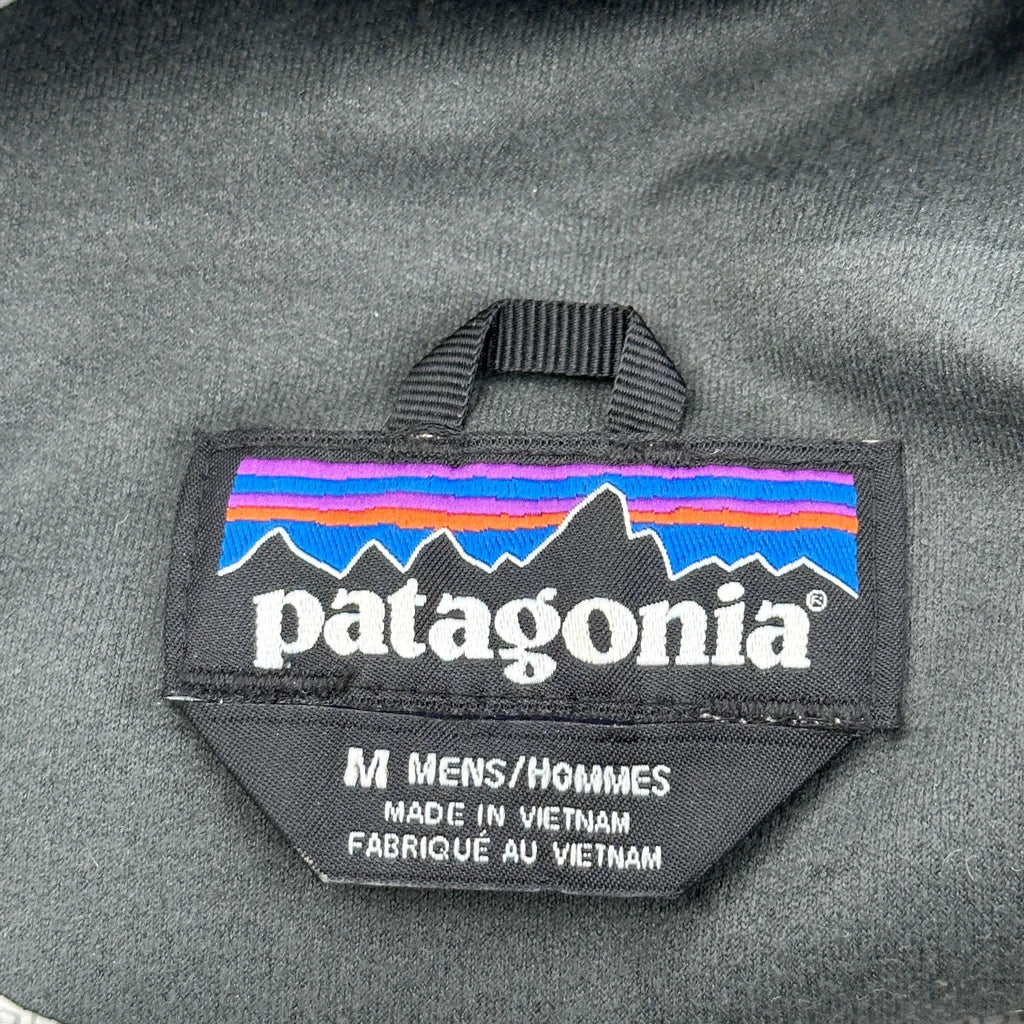 patagonia®
M MENS/HOMMES
MADE IN VIETNAM
FABRIQUÉ AU VIETNAM